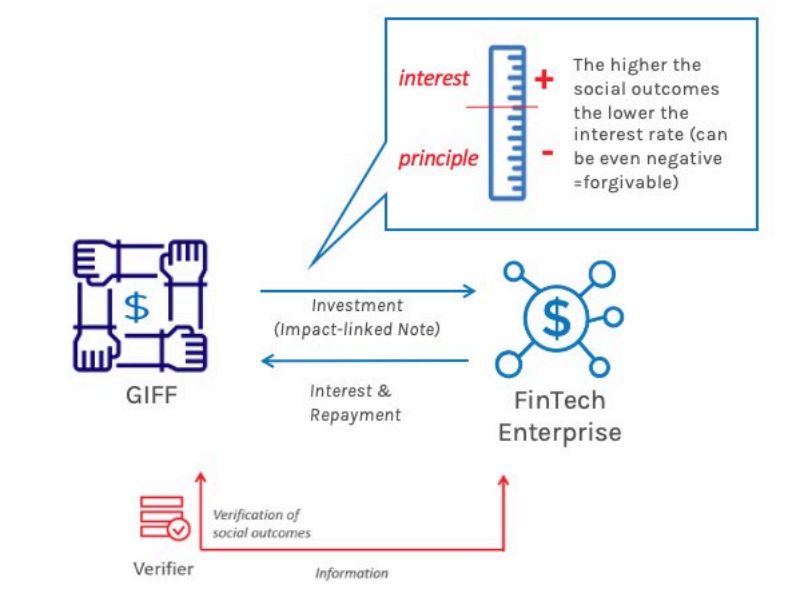 interest
+
The higher the
social outcomes
the lower the
interest rate (can
be even negative
=forgivable)
principle
-
$
GIFF
Investment
(Impact-linked Note)
Interest &
Repayment
$
FinTech
Enterprise
Verification of
social outcomes
Verifier
Information